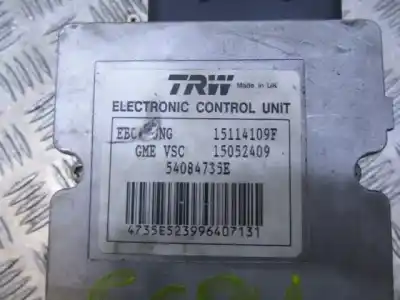 TRW Made in UK
ELECTRONIC CONTROL UNIT
15114109F
GME VSC 15052409
54084735E
4735E523996407131